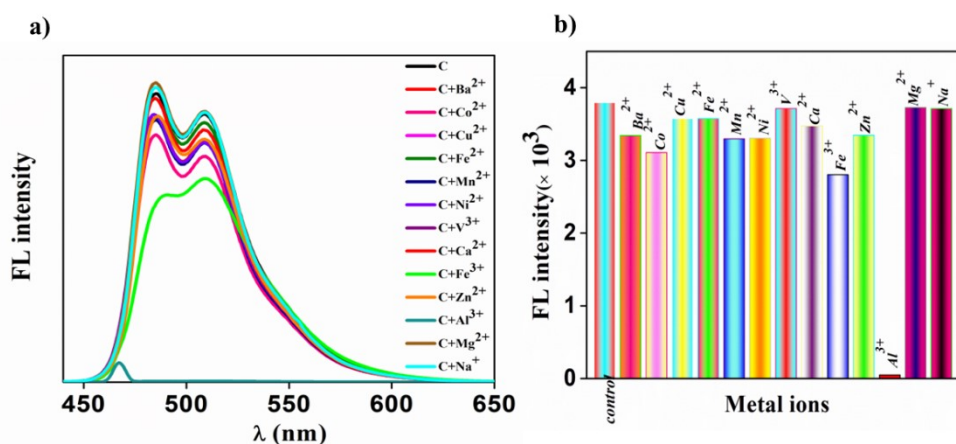 a)
FL intensity
C
C+Ba²⁺
C+Co²⁺
C+Cu²⁺
C+Fe²⁺
C+Mn²⁺
C+Ni²⁺
C+V³⁺
C+Ca²⁺
C+Fe³⁺
C+Zn²⁺
C+Al³⁺
C+Mg²⁺
C+Na⁺
450 500 550 600 650
λ (nm)
b)
FL intensity(× 10³)
4
3
2
1
0
control
Ba²⁺
Co²⁺
Cu²⁺
Fe²⁺
Mn²⁺
Ni²⁺
V³⁺
Ca²⁺
Fe³⁺
Zn²⁺
Al³⁺
Mg²⁺
Na⁺
Metal ions